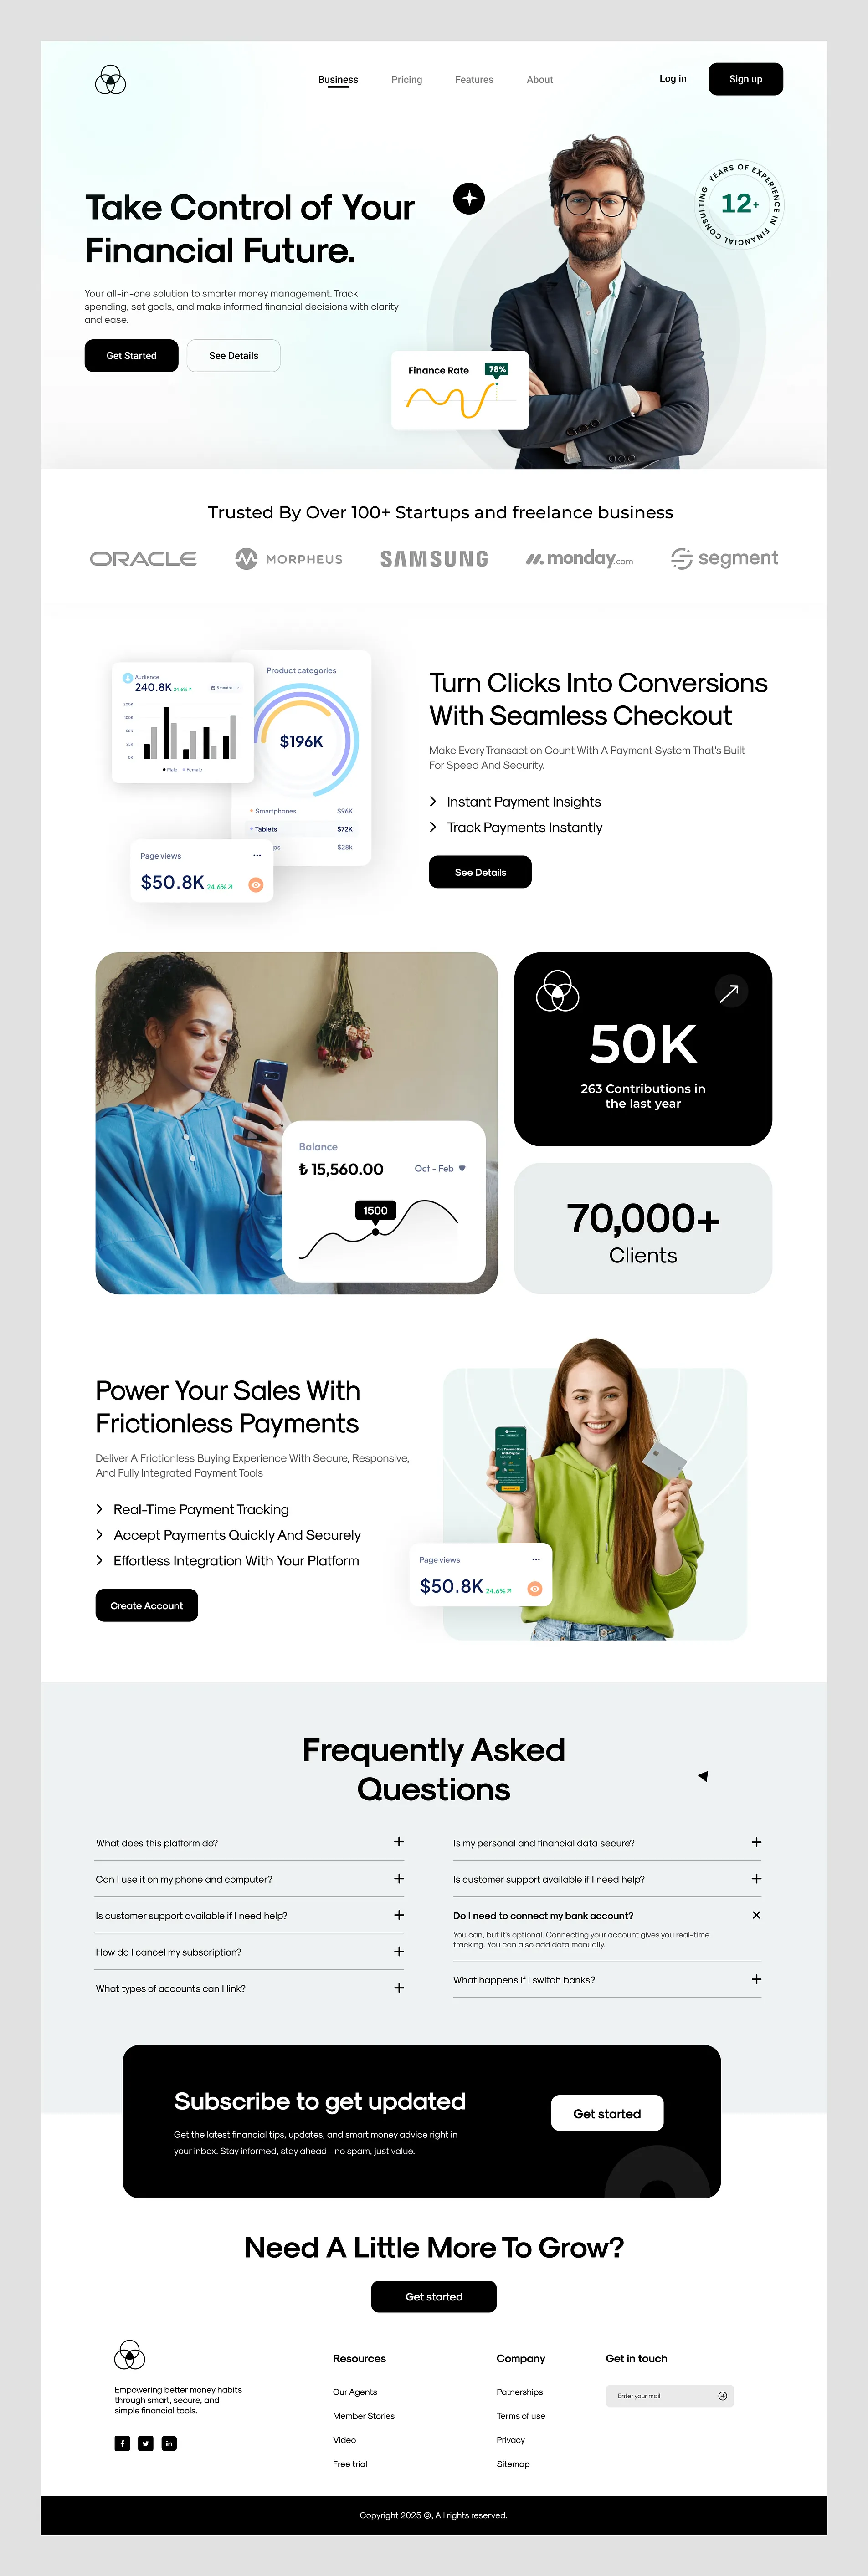 Business
Pricing
Features
About
Log in
Sign up
Take Control of Your
Financial Future.
Your all-in-one solution to smarter money management. Track
spending, set goals, and make informed financial decisions with clarity
and ease.
Get Started
See Details
YEARS OF EXPERIENCE IN FINANCIAL CONSULTING
12+
Finance Rate
78%
Trusted By Over 100+ Startups and freelance business
ORACLE
MORPHEUS
SAMSUNG
monday.com
segment
Audience
240.8K 24.6%
Product categories
$196K
Male
Female
Smartphones $96K
Tablets $72K
ps $28k
Page views
$50.8K 24.6%
Turn Clicks Into Conversions
With Seamless Checkout
Make Every Transaction Count With A Payment System That's Built
For Speed And Security.
Instant Payment Insights
Track Payments Instantly
See Details
Balance
₺ 15,560.00
Oct - Feb
1500
50K
263 Contributions in
the last year
70,000+
Clients
Power Your Sales With
Frictionless Payments
Deliver A Frictionless Buying Experience With Secure, Responsive,
And Fully Integrated Payment Tools
Real-Time Payment Tracking
Accept Payments Quickly And Securely
Effortless Integration With Your Platform
Create Account
Page views
$50.8K 24.6%
Frequently Asked
Questions
What does this platform do?
Can I use it on my phone and computer?
Is customer support available if I need help?
How do I cancel my subscription?
What types of accounts can I link?
Is my personal and financial data secure?
Is customer support available if I need help?
Do I need to connect my bank account?
You can, but it's optional. Connecting your account gives you real-time
tracking. You can also add data manually.
What happens if I switch banks?
Subscribe to get updated
Get the latest financial tips, updates, and smart money advice right in
your inbox. Stay informed, stay ahead—no spam, just value.
Get started
Need A Little More To Grow?
Get started
Empowering better money habits
through smart, secure, and
simple financial tools.
Resources
Our Agents
Member Stories
Video
Free trial
Company
Patnerships
Terms of use
Privacy
Sitemap
Get in touch
Enter your mail
Copyright 2025 ©, All rights reserved.